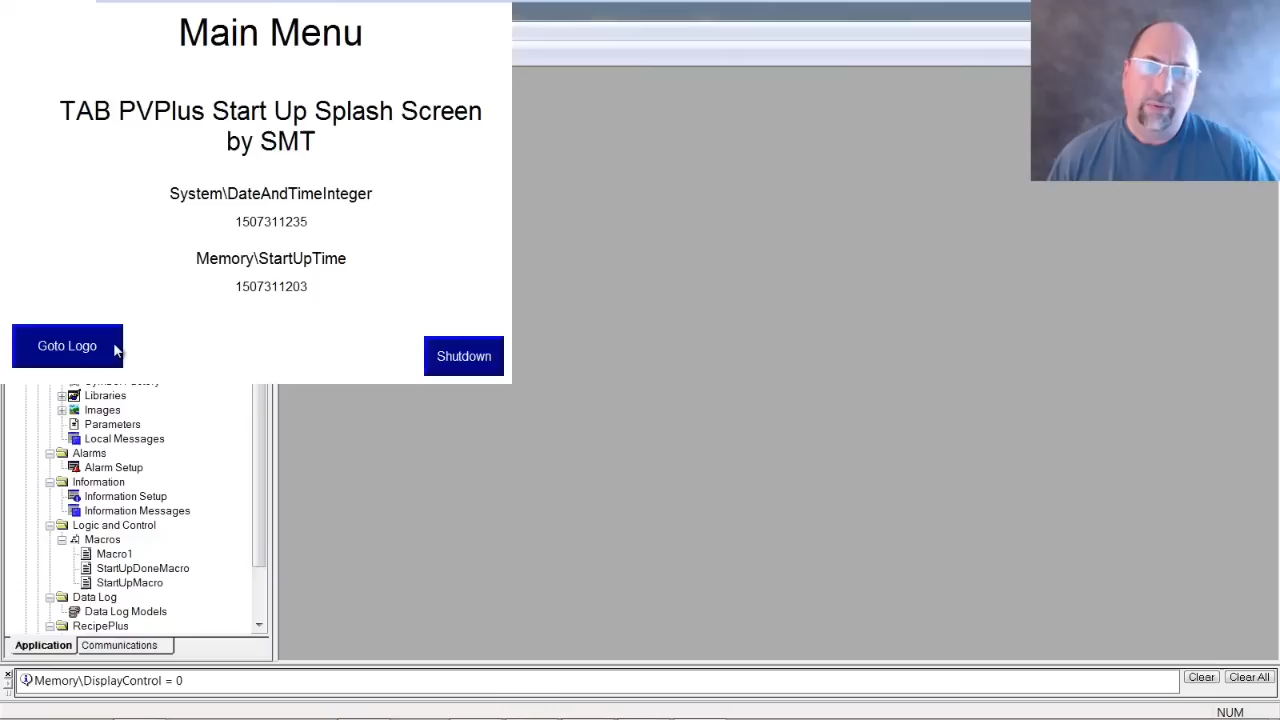 Main Menu
TAB PVPlus Start Up Splash Screen
by SMT
System\DateAndTimeInteger
1507311235
Memory\StartUpTime
1507311203
Goto Logo
Shutdown
Libraries
Images
Parameters
Local Messages
Alarms
Alarm Setup
Information
Information Setup
Information Messages
Logic and Control
Macros
Macro1
StartUpDoneMacro
StartUpMacro
Data Log
Data Log Models
RecipePlus
Application Communications
Memory\DisplayControl = 0
Clear Clear All
NUM